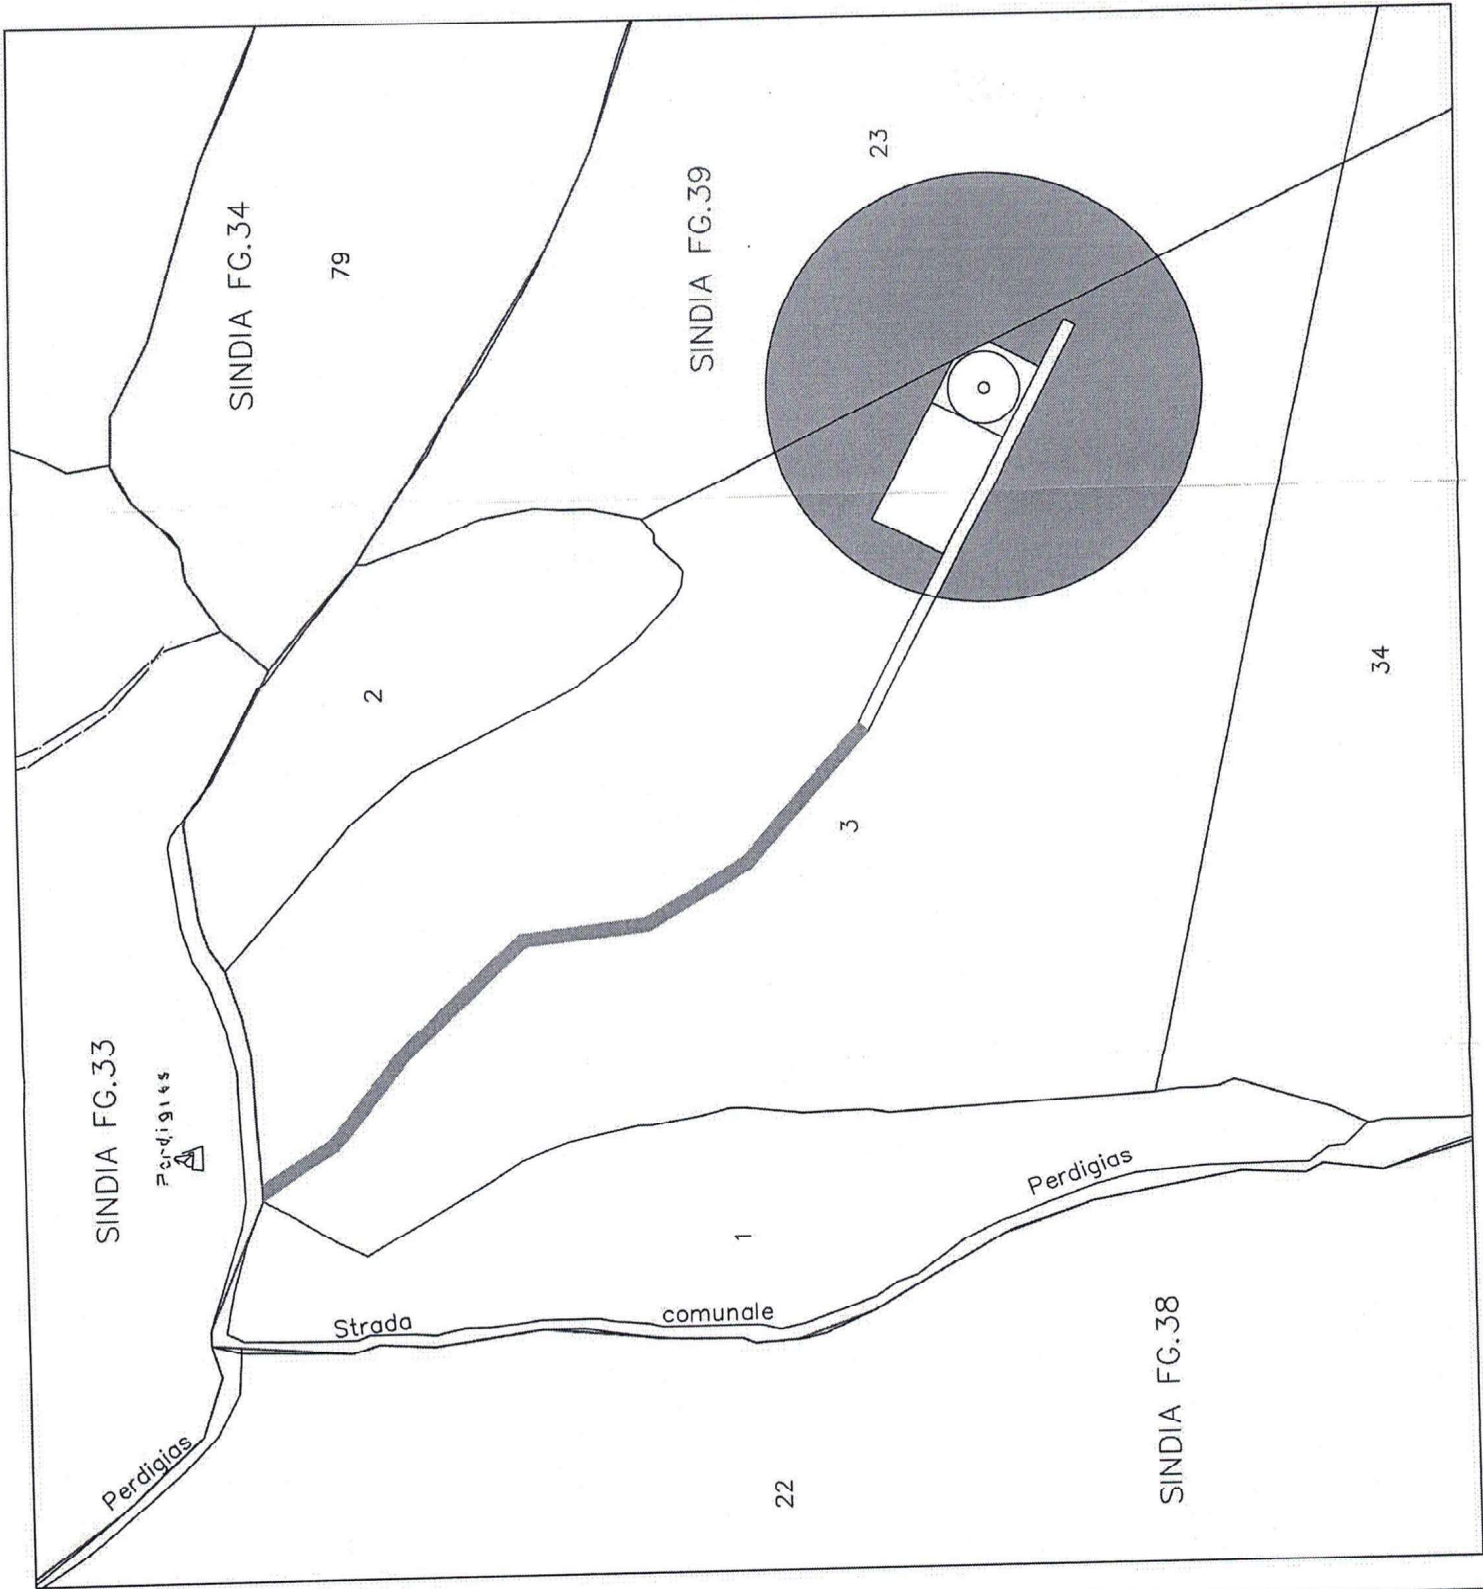 SINDIA FG.34
79
SINDIA FG.39
23
2
34
3
SINDIA FG.33
1
Perdigias
Strada comunale
Perdigias
22
SINDIA FG.38